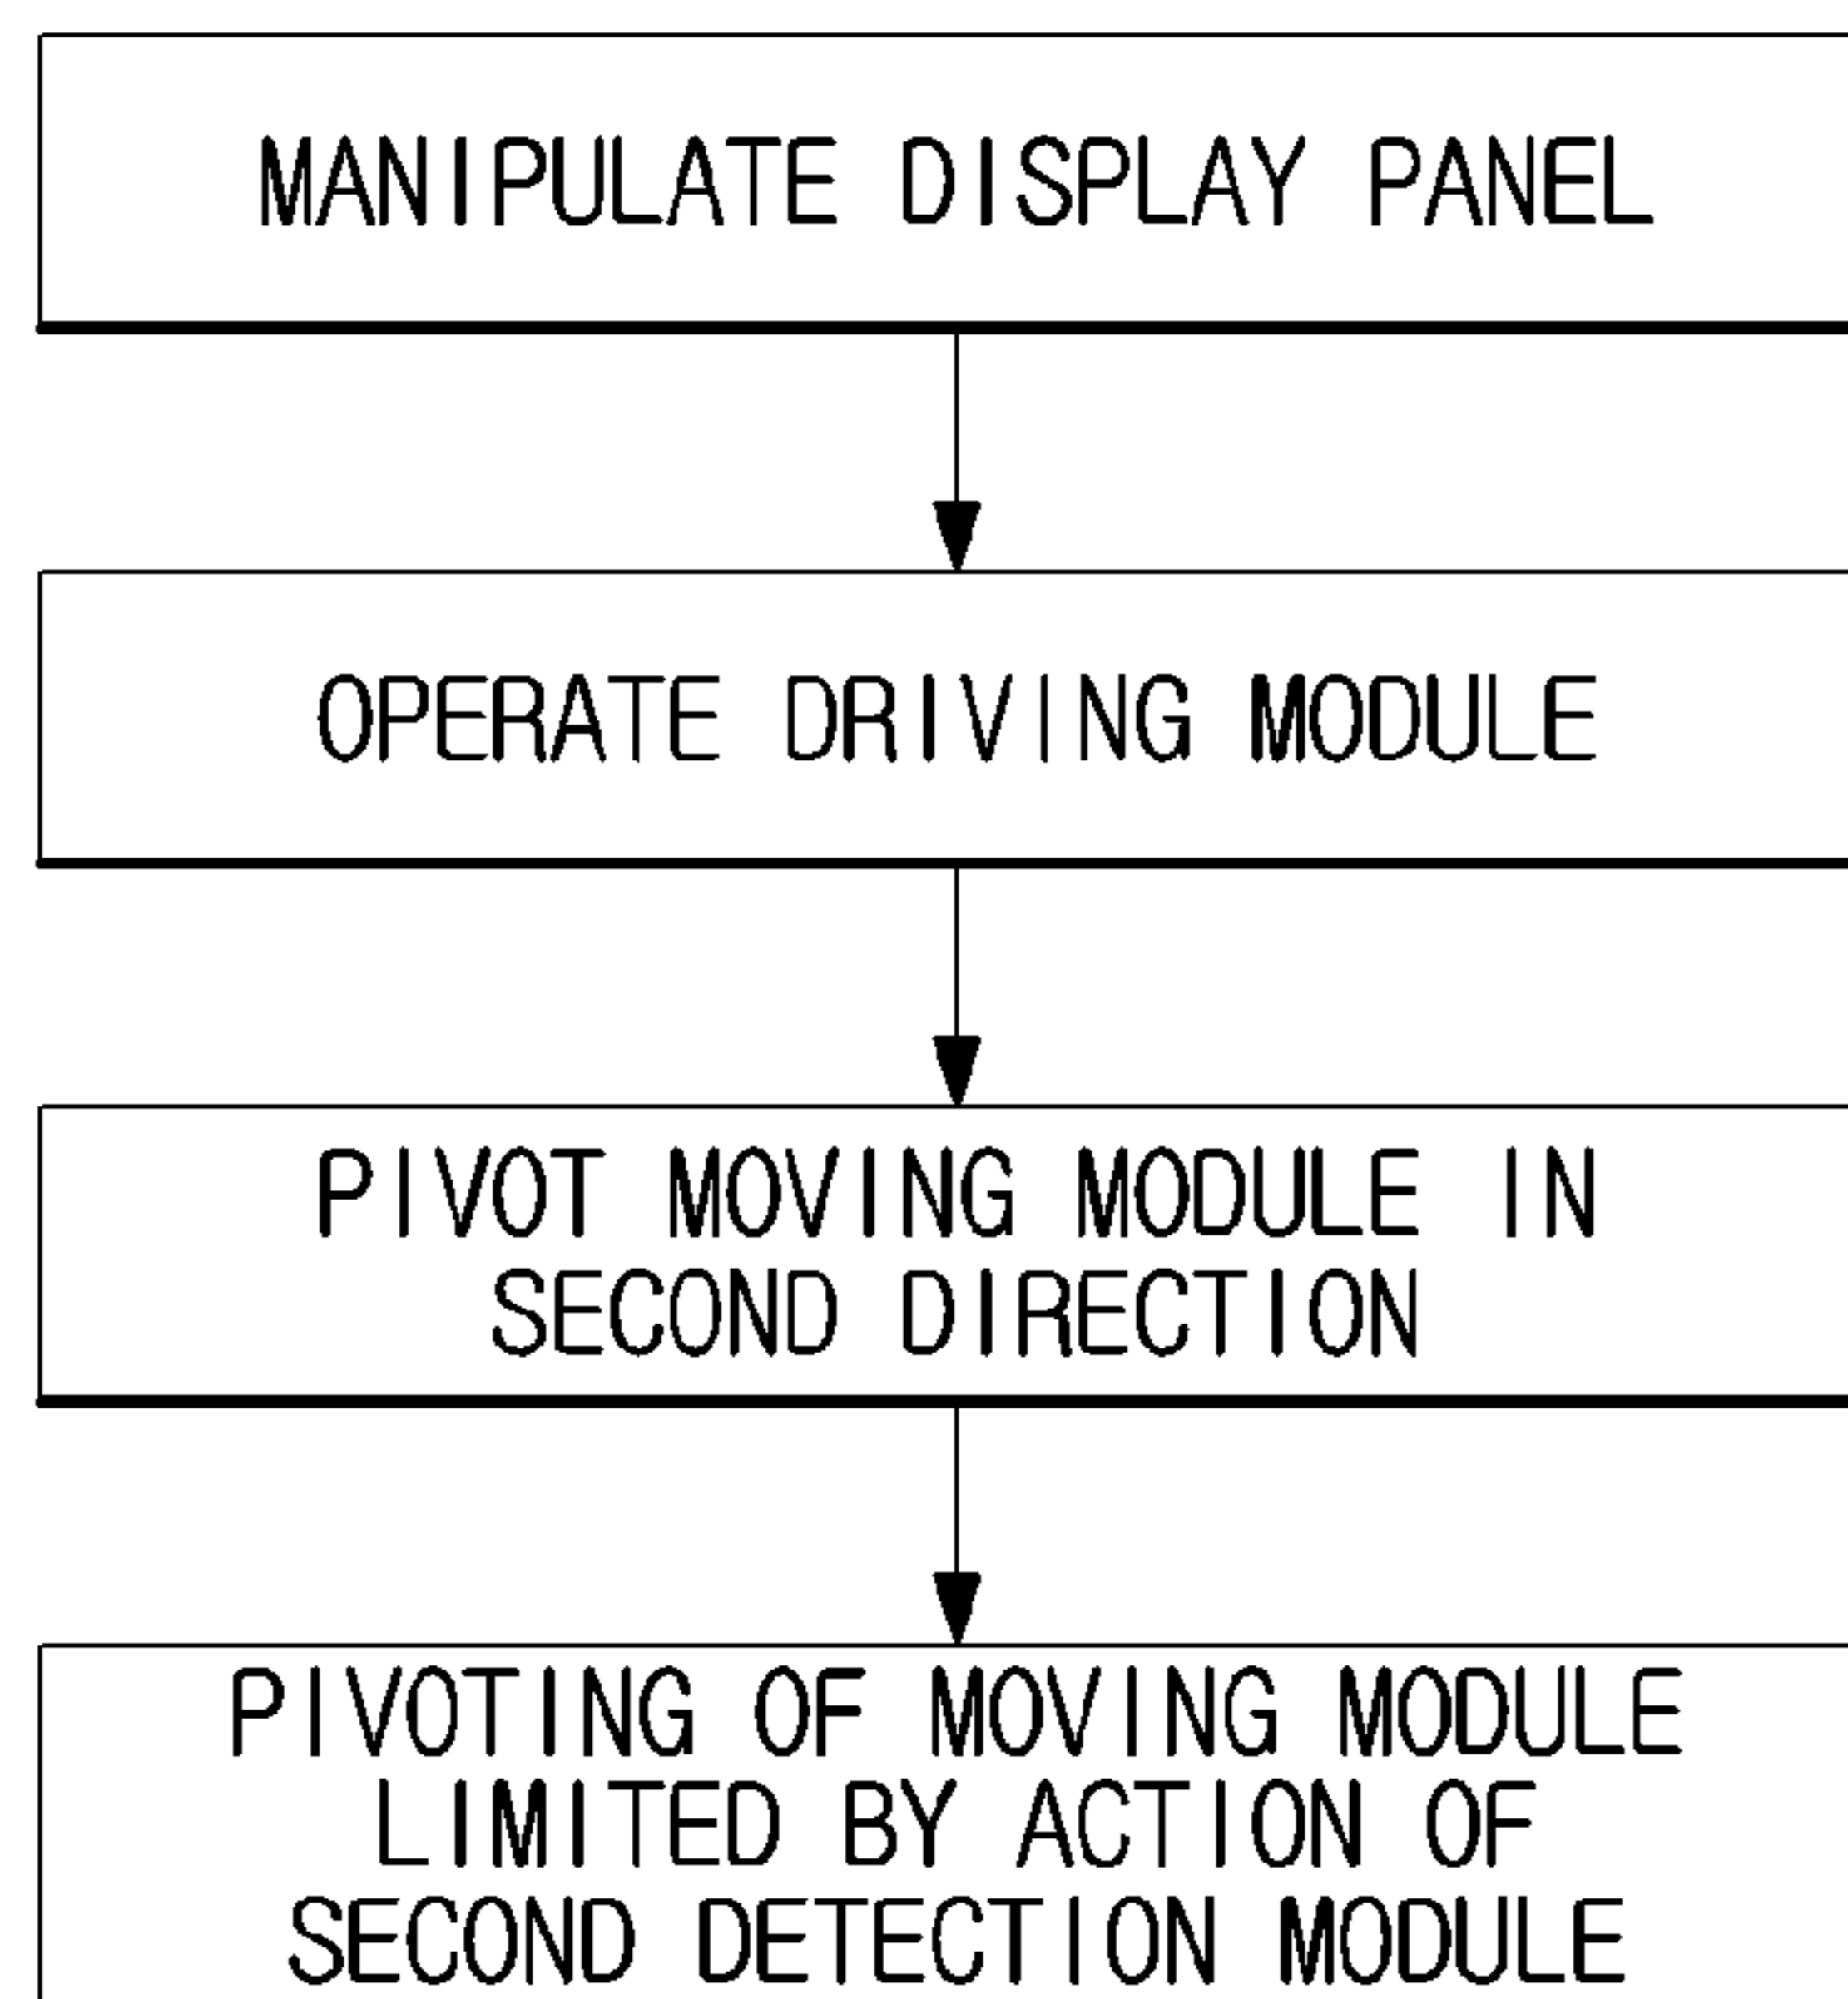 MANIPULATE DISPLAY PANEL
OPERATE DRIVING MODULE
PIVOT MOVING MODULE IN
SECOND DIRECTION
PIVOTING OF MOVING MODULE
LIMITED BY ACTION OF
SECOND DETECTION MODULE